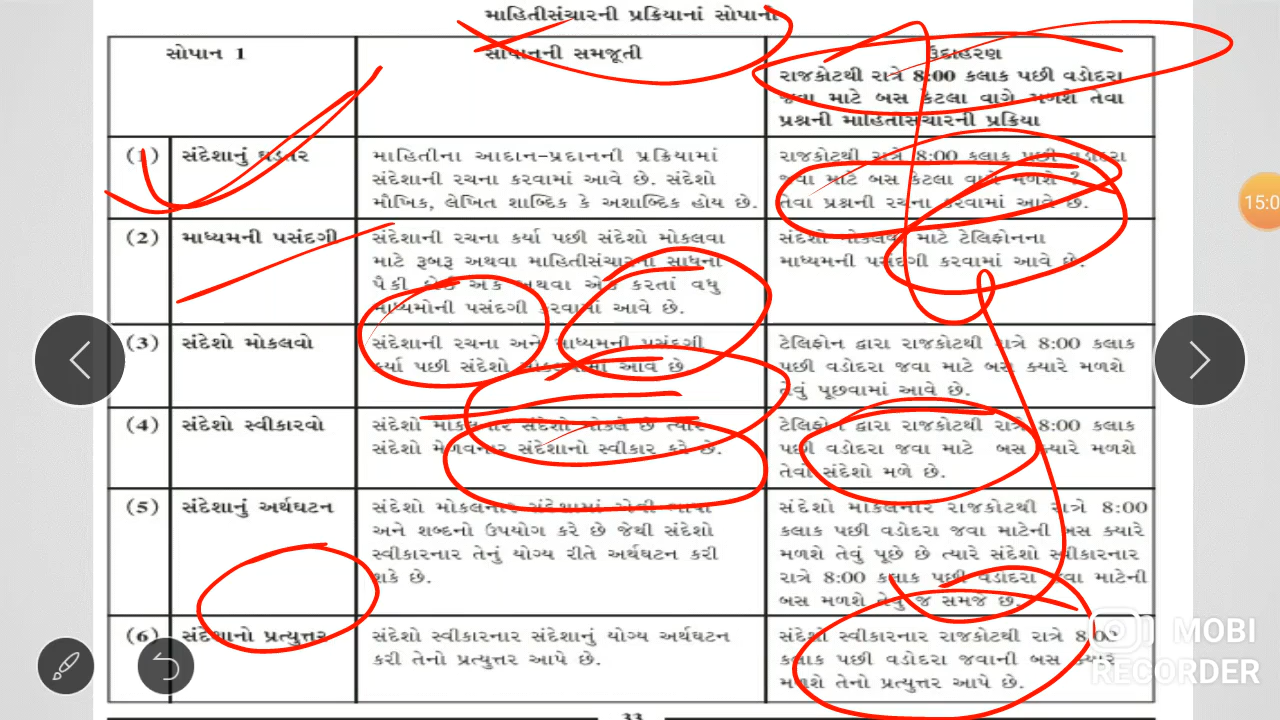 માહિતીસંચારની પ્રક્રિયાનાં સોપાનો
સોપાન 1
સોપાનની સમજૂતી
ઉદાહરણ
રાજકોટથી રાત્રે 8:00 કલાક પછી વડોદરા
જવા માટે બસ કેટલા વાગે મળશે તેવા
પ્રશ્નની માહિતીસંચારની પ્રક્રિયા
(1) સંદેશાનું ઘડતર
માહિતીના આદાન-પ્રદાનની પ્રક્રિયામાં
સંદેશાની રચના કરવામાં આવે છે. સંદેશો
મૌખિક, લેખિત શાબ્દિક કે અશાબ્દિક હોય છે.
રાજકોટથી રાત્રે 8:00 કલાક પછી વડોદરા
જવા માટે બસ કેટલા વાગે મળશે ?
તેવા પ્રશ્નની રચના કરવામાં આવે છે.
(2) માધ્યમની પસંદગી
સંદેશાની રચના કર્યા પછી સંદેશો મોકલવા
માટે રૂબરૂ અથવા માહિતીસંચારનાં સાધનો
પૈકી કોઈ એક અથવા એક કરતાં વધુ
માધ્યમોની પસંદગી કરવામાં આવે છે.
સંદેશો મોકલવા માટે ટેલિફોનના
માધ્યમની પસંદગી કરવામાં આવે છે.
(3) સંદેશો મોકલવો
સંદેશાની રચના અને માધ્યમની પસંદગી
કર્યા પછી સંદેશો મોકલવામાં આવે છે
ટેલિફોન દ્વારા રાજકોટથી રાત્રે 8:00 કલાક
પછી વડોદરા જવા માટે બસ ક્યારે મળશે
તેવું પૂછવામાં આવે છે.
(4) સંદેશો સ્વીકારવો
સંદેશો મોકલનાર સંદેશો મોકલે છે ત્યારે
સંદેશો મેળવનાર સંદેશાનો સ્વીકાર કરે છે.
ટેલિફોન દ્વારા રાજકોટથી રાત્રે 8:00 કલાક
પછી વડોદરા જવા માટે બસ ક્યારે મળશે
તેવો સંદેશો મળે છે.
(5) સંદેશાનું અર્થઘટન
સંદેશો મોકલનાર સંદેશામાં એવી ભાષા
અને શબ્દનો ઉપયોગ કરે છે જેથી સંદેશો
સ્વીકારનાર તેનું યોગ્ય રીતે અર્થઘટન કરી
શકે છે.
સંદેશો મોકલનાર રાજકોટથી રાત્રે 8:00
કલાક પછી વડોદરા જવા માટેની બસ ક્યારે
મળશે તેવું પૂછે છે ત્યારે સંદેશો સ્વીકારનાર
રાત્રે 8:00 કલાક પછી વડોદરા જવા માટેની
બસ મળશે તેવું જ સમજે છે.
(6) સંદેશાનો પ્રત્યુત્તર
સંદેશો સ્વીકારનાર સંદેશાનું યોગ્ય અર્થઘટન
કરી તેનો પ્રત્યુત્તર આપે છે.
સંદેશો સ્વીકારનાર રાજકોટથી રાત્રે 8:00
કલાક પછી વડોદરા જવાની બસ ક્યારે
મળશે તેનો પ્રત્યુત્તર આપે છે.
33
15:0
MOBI
RECORDER